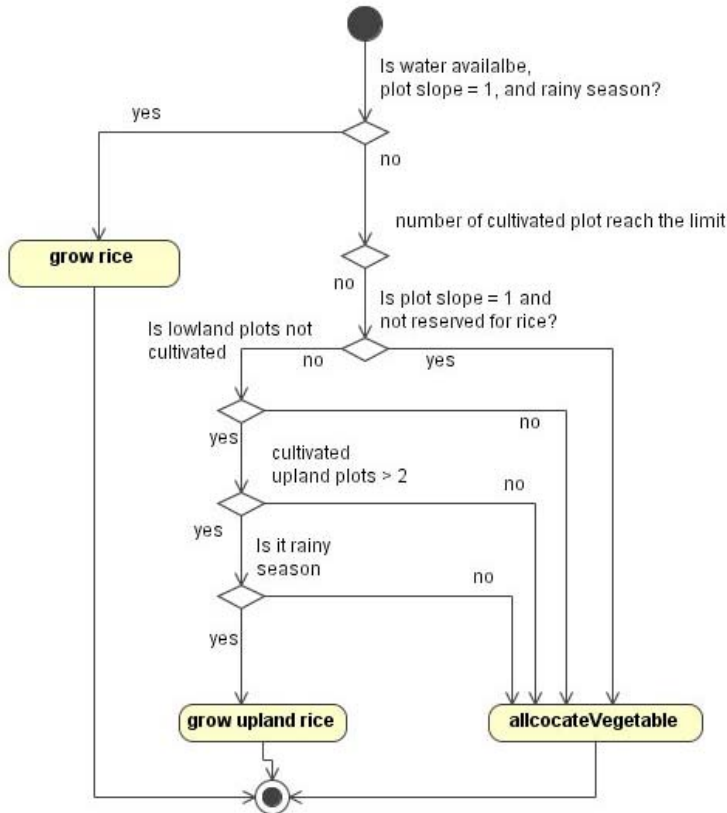 Is water availalbe,
plot slope = 1, and rainy season?
yes
no
number of cultivated plot reach the limit
grow rice
no
Is plot slope = 1 and
not reserved for rice?
Is lowland plots not
cultivated
no
yes
yes
no
cultivated
upland plots > 2
no
yes
Is it rainy
season
no
yes
grow upland rice
allcocateVegetable